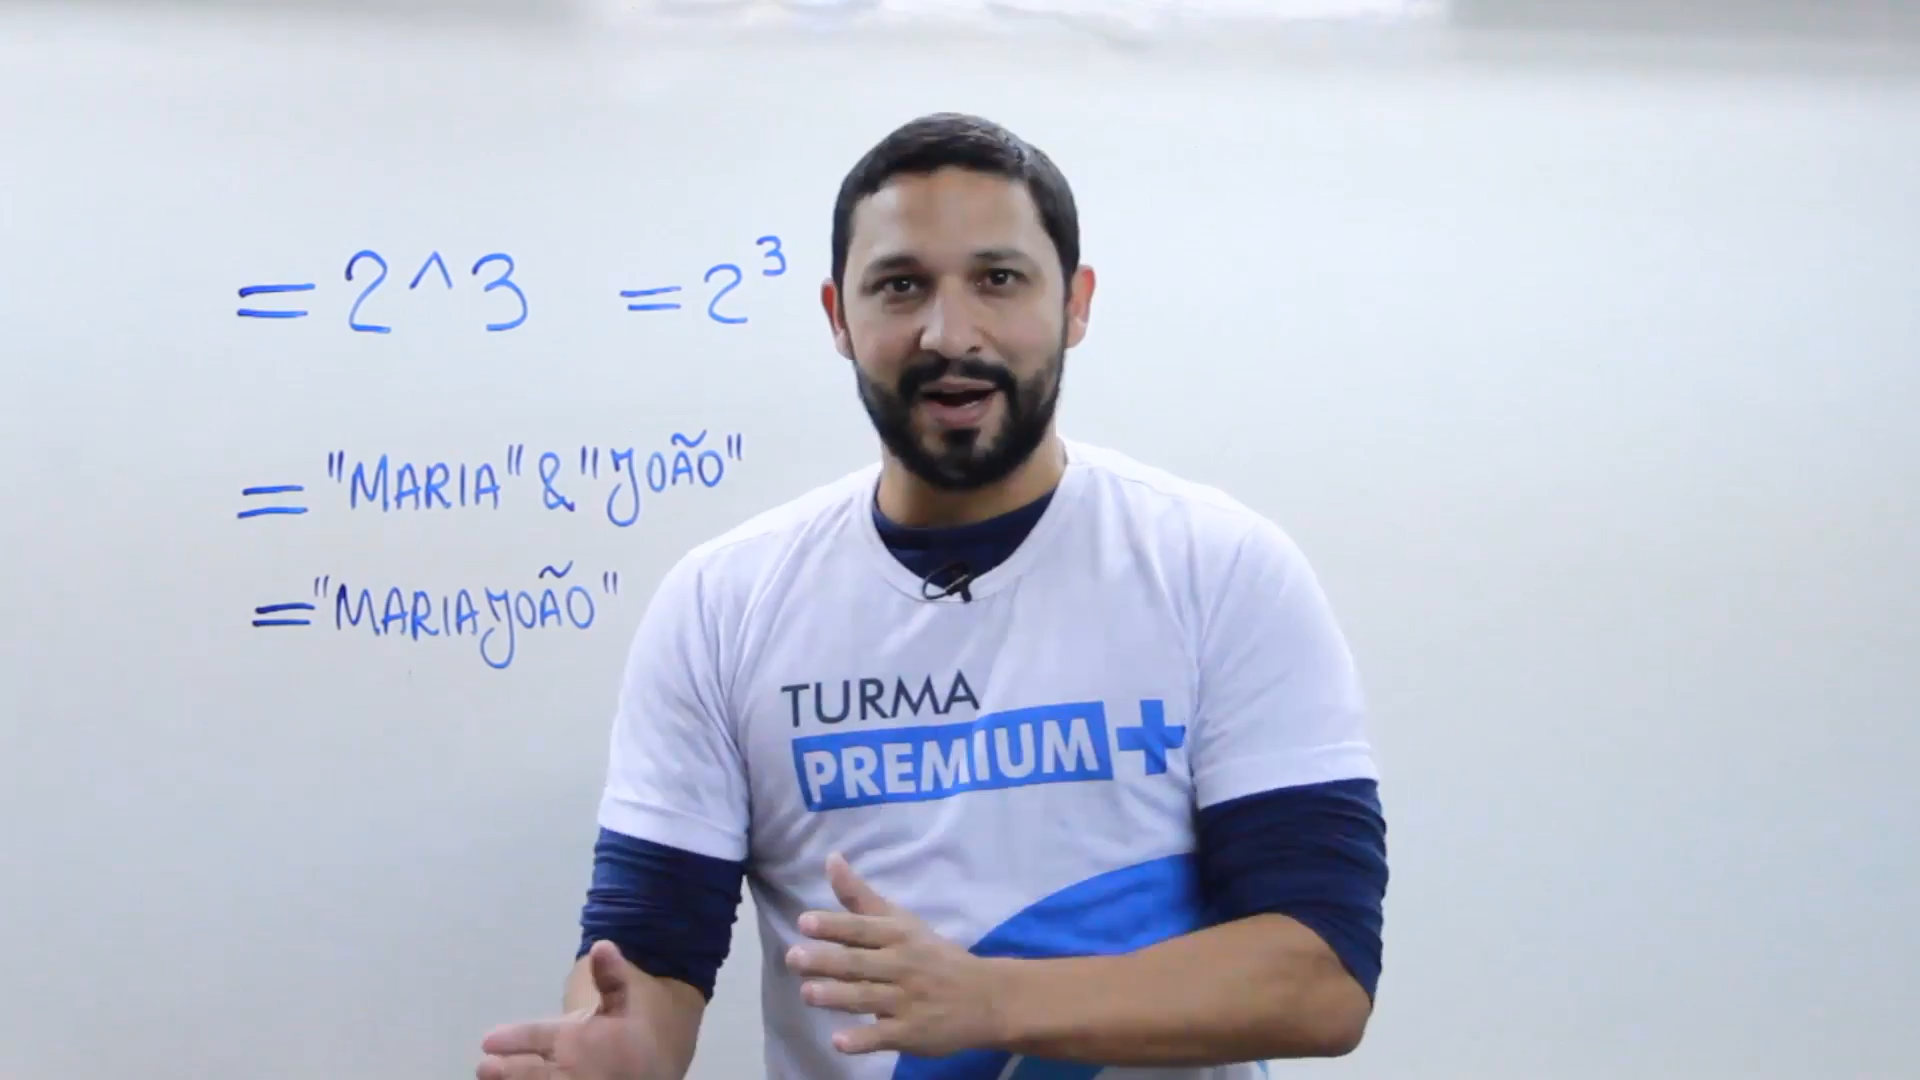 = 2^3 = 2³
= "MARIA" & "JOÃO"
= "MARIAJOÃO"
TURMA
PREMIUM+